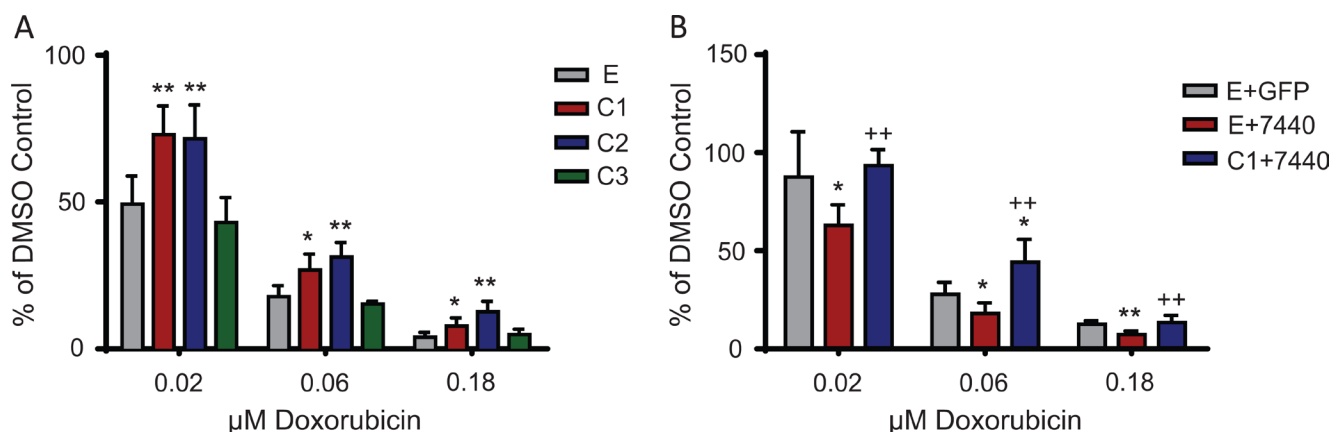 A
% of DMSO Control
100
50
0
** **
* **
* **
0.02 0.06 0.18
µM Doxorubicin
E
C1
C2
C3
B
% of DMSO Control
150
100
50
0
* ++
* ++ *
** ++
0.02 0.06 0.18
µM Doxorubicin
E+GFP
E+7440
C1+7440